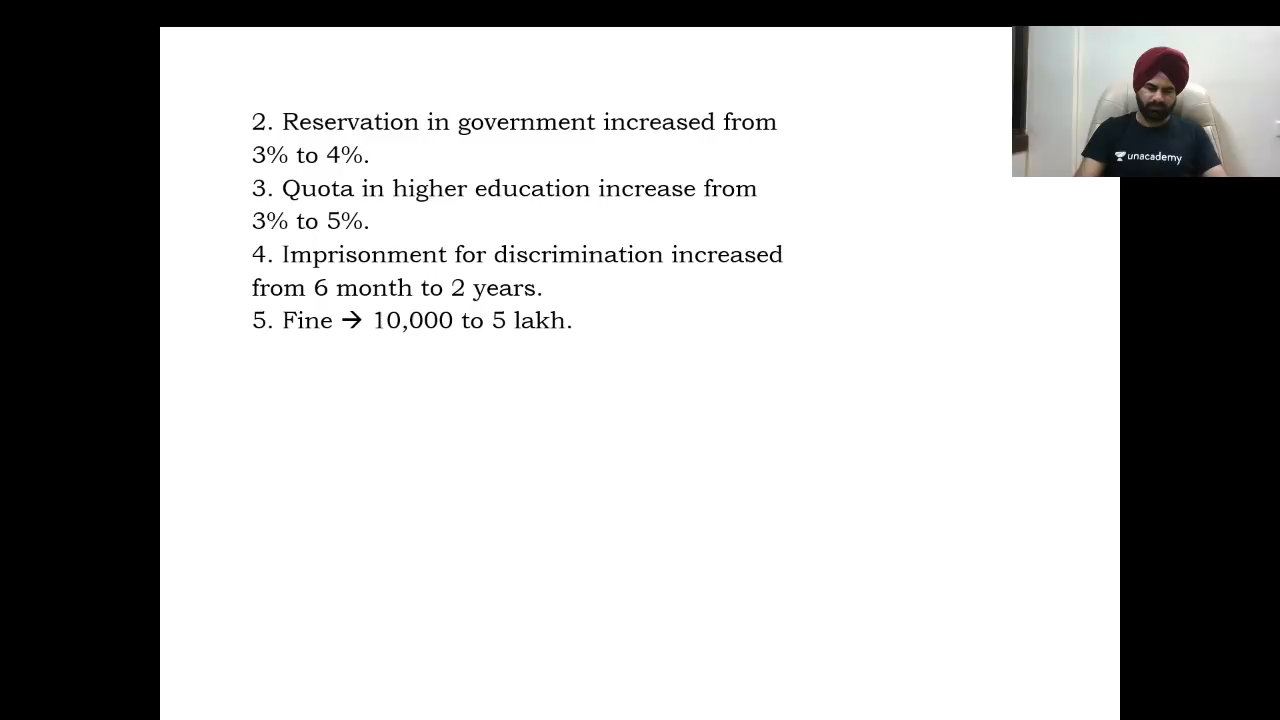 2. Reservation in government increased from
3% to 4%.
3. Quota in higher education increase from
3% to 5%.
4. Imprisonment for discrimination increased
from 6 month to 2 years.
5. Fine → 10,000 to 5 lakh.
unacademy